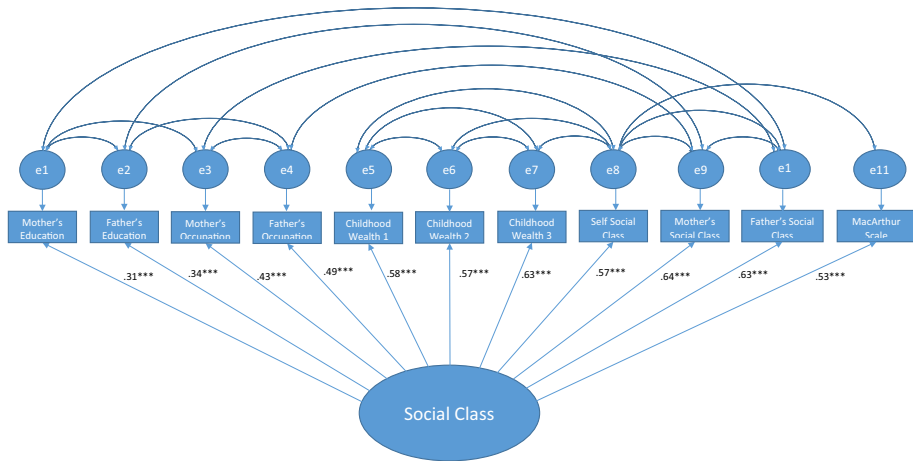 e1 e2 e3 e4 e5 e6 e7 e8 e9 e1 e11
Mother's
Education
Father's
Education
Mother's
Occupation
Father's
Occupation
Childhood
Wealth 1
Childhood
Wealth 2
Childhood
Wealth 3
Self Social
Class
Mother's
Social Class
Father's Social
Class
MacArthur
Scale
.31*** .34*** .43*** .49*** .58*** .57*** .63*** .57*** .64*** .63*** .53***
Social Class